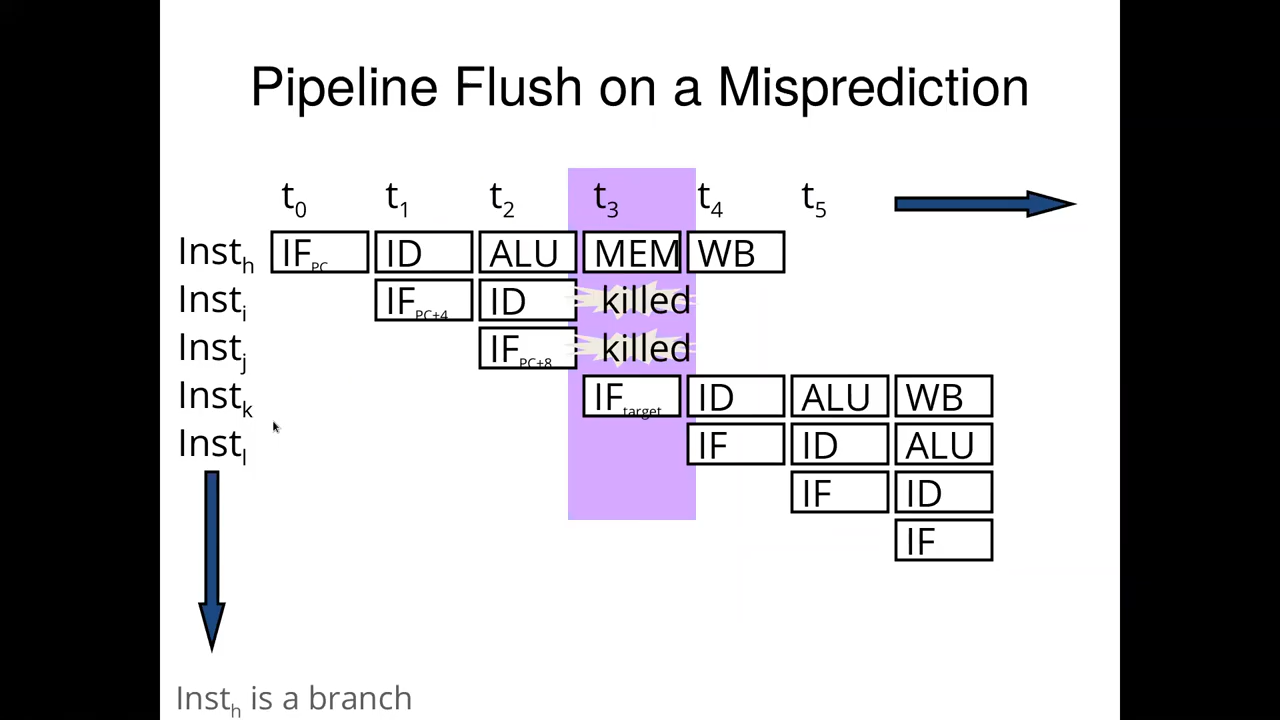 Pipeline Flush on a Misprediction
t0 t1 t2 t3 t4 t5
Insth IFPC ID ALU MEM WB
Insti IFPC+4 ID killed
Instj IFPC+8 killed
Instk IFtarget ID ALU WB
Instl IF ID ALU
IF ID
IF
Insth is a branch